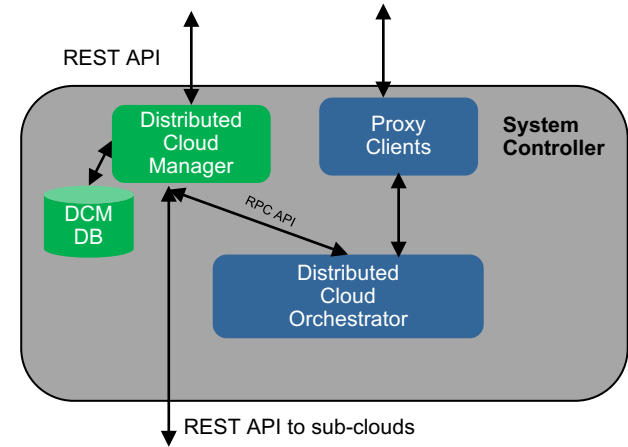 REST API
Distributed
Cloud
Manager
Proxy
Clients
System
Controller
DCM
DB
RPC API
Distributed
Cloud
Orchestrator
REST API to sub-clouds